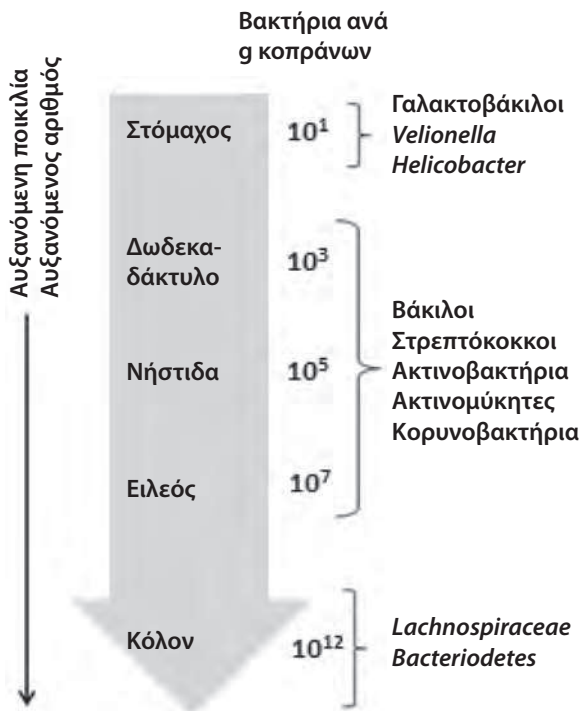 Βακτήρια ανά
g κοπράνων
Αυξανόμενη ποικιλία
Αυξανόμενος αριθμός
Στόμαχος
10¹
Γαλακτοβάκιλοι
Velionella
Helicobacter
Δωδεκα-
δάκτυλο
10³
Νήστιδα
10⁵
Ειλεός
10⁷
Βάκιλοι
Στρεπτόκοκκοι
Ακτινοβακτήρια
Ακτινομύκητες
Κορυνοβακτήρια
Κόλον
10¹²
Lachnospiraceae
Bacteriodetes